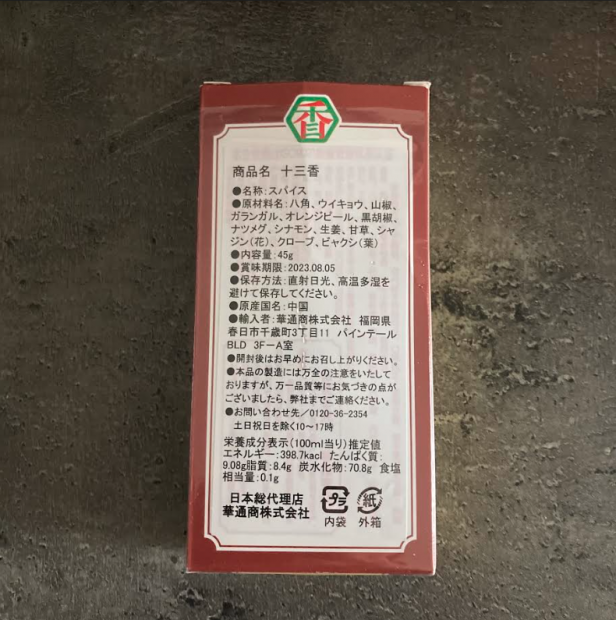 香
商品名 十三香
●名称:スパイス
●原材料名:八角、ウイキョウ、山椒、
ガランガル、オレンジピール、黒胡椒、
ナツメグ、シナモン、生姜、甘草、シャ
ジン(花)、クローブ、ビャクシ(葉)
●内容量:45g
●賞味期限:2023.08.05
●保存方法:直射日光、高温多湿を
避けて保存してください。
●原産国名:中国
●輸入者:華通商株式会社 福岡県
春日市千歳町3丁目11 パインテール
BLD 3F-A室
●開封後はお早めにお召し上がりください。
●本品の製造には万全の注意をいたして
おりますが、万一品質等にお気づきの点が
ございましたら、弊社までご連絡ください。
●お問い合わせ先/0120-36-2354
土日祝日を除く10~17時
栄養成分表示(100ml当り)推定値
エネルギー:398.7kacl たんぱく質:
9.08g脂質:8.4g 炭水化物:70.8g 食塩
相当量:0.1g
日本総代理店
華通商株式会社
プラ 紙
内袋 外箱